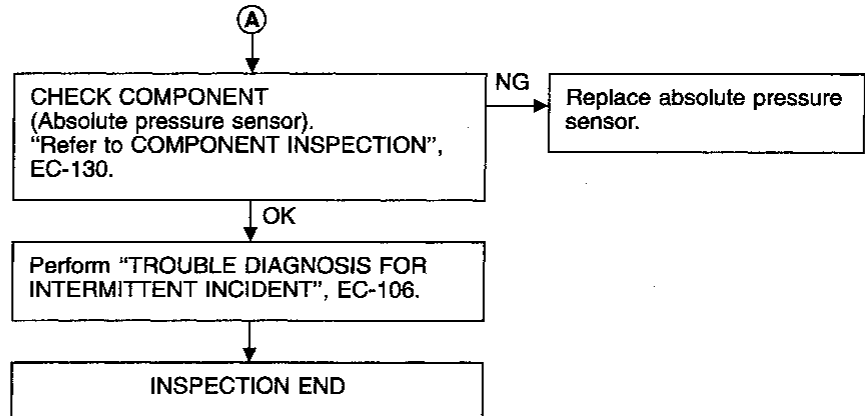 A
CHECK COMPONENT
(Absolute pressure sensor).
"Refer to COMPONENT INSPECTION",
EC-130.
NG
Replace absolute pressure
sensor.
OK
Perform "TROUBLE DIAGNOSIS FOR
INTERMITTENT INCIDENT", EC-106.
INSPECTION END